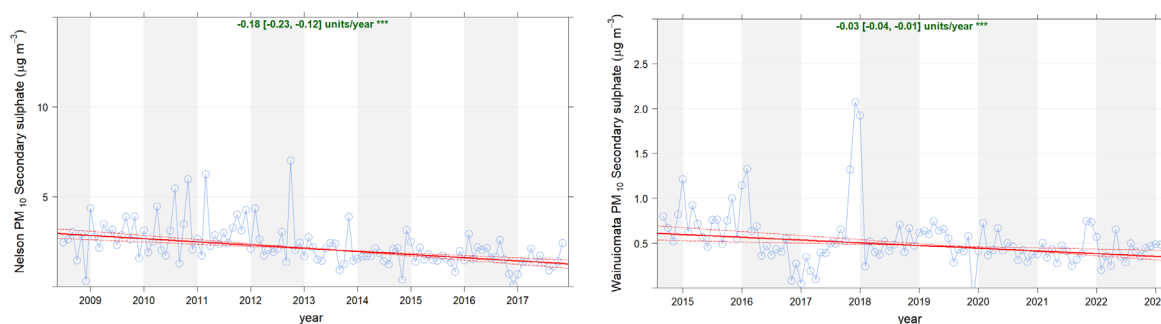 -0.18 [-0.23, -0.12] units/year ***
Nelson PM 10 Secondary sulphate (μg m−3)
10
5
2009 2010 2011 2012 2013 2014 2015 2016 2017
year
-0.03 [-0.04, -0.01] units/year ***
Wainuiomata PM 10 Secondary sulphate (μg m−3)
2.5
2.0
1.5
1.0
0.5
2015 2016 2017 2018 2019 2020 2021 2022
year